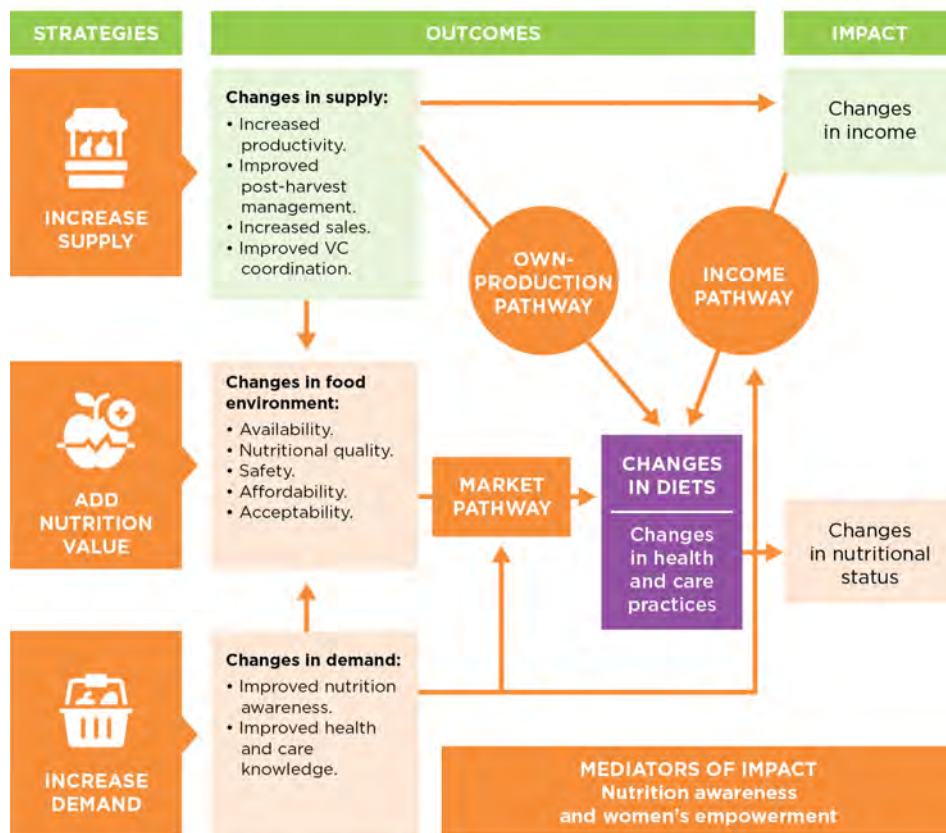 STRATEGIES
OUTCOMES
IMPACT
INCREASE
SUPPLY
Changes in supply:
• Increased
productivity.
• Improved
post-harvest
management.
• Increased sales.
• Improved VC
coordination.
Changes
in income
OWN-
PRODUCTION
PATHWAY
INCOME
PATHWAY
ADD
NUTRITION
VALUE
Changes in food
environment:
• Availability.
• Nutritional quality.
• Safety.
• Affordability.
• Acceptability.
MARKET
PATHWAY
CHANGES
IN DIETS
Changes
in health
and care
practices
Changes
in nutritional
status
INCREASE
DEMAND
Changes in demand:
• Improved nutrition
awareness.
• Improved health
and care
knowledge.
MEDIATORS OF IMPACT
Nutrition awareness
and women's empowerment